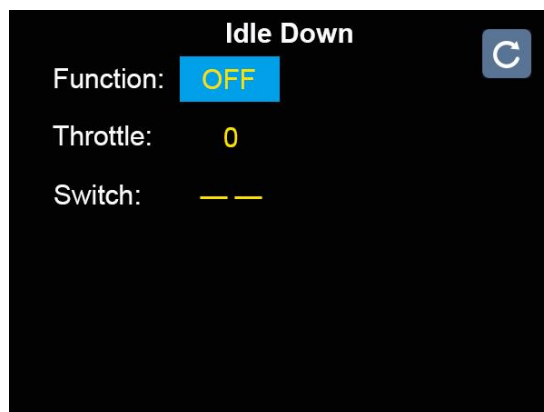 Idle Down
Function: OFF
Throttle: 0
Switch: — —